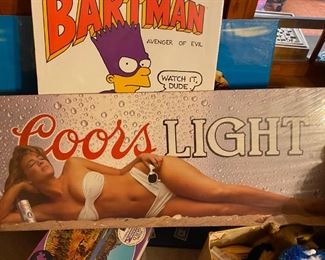 BARTMAN
AVENGER OF EVIL
WATCH IT,
DUDE
Coors LIGHT